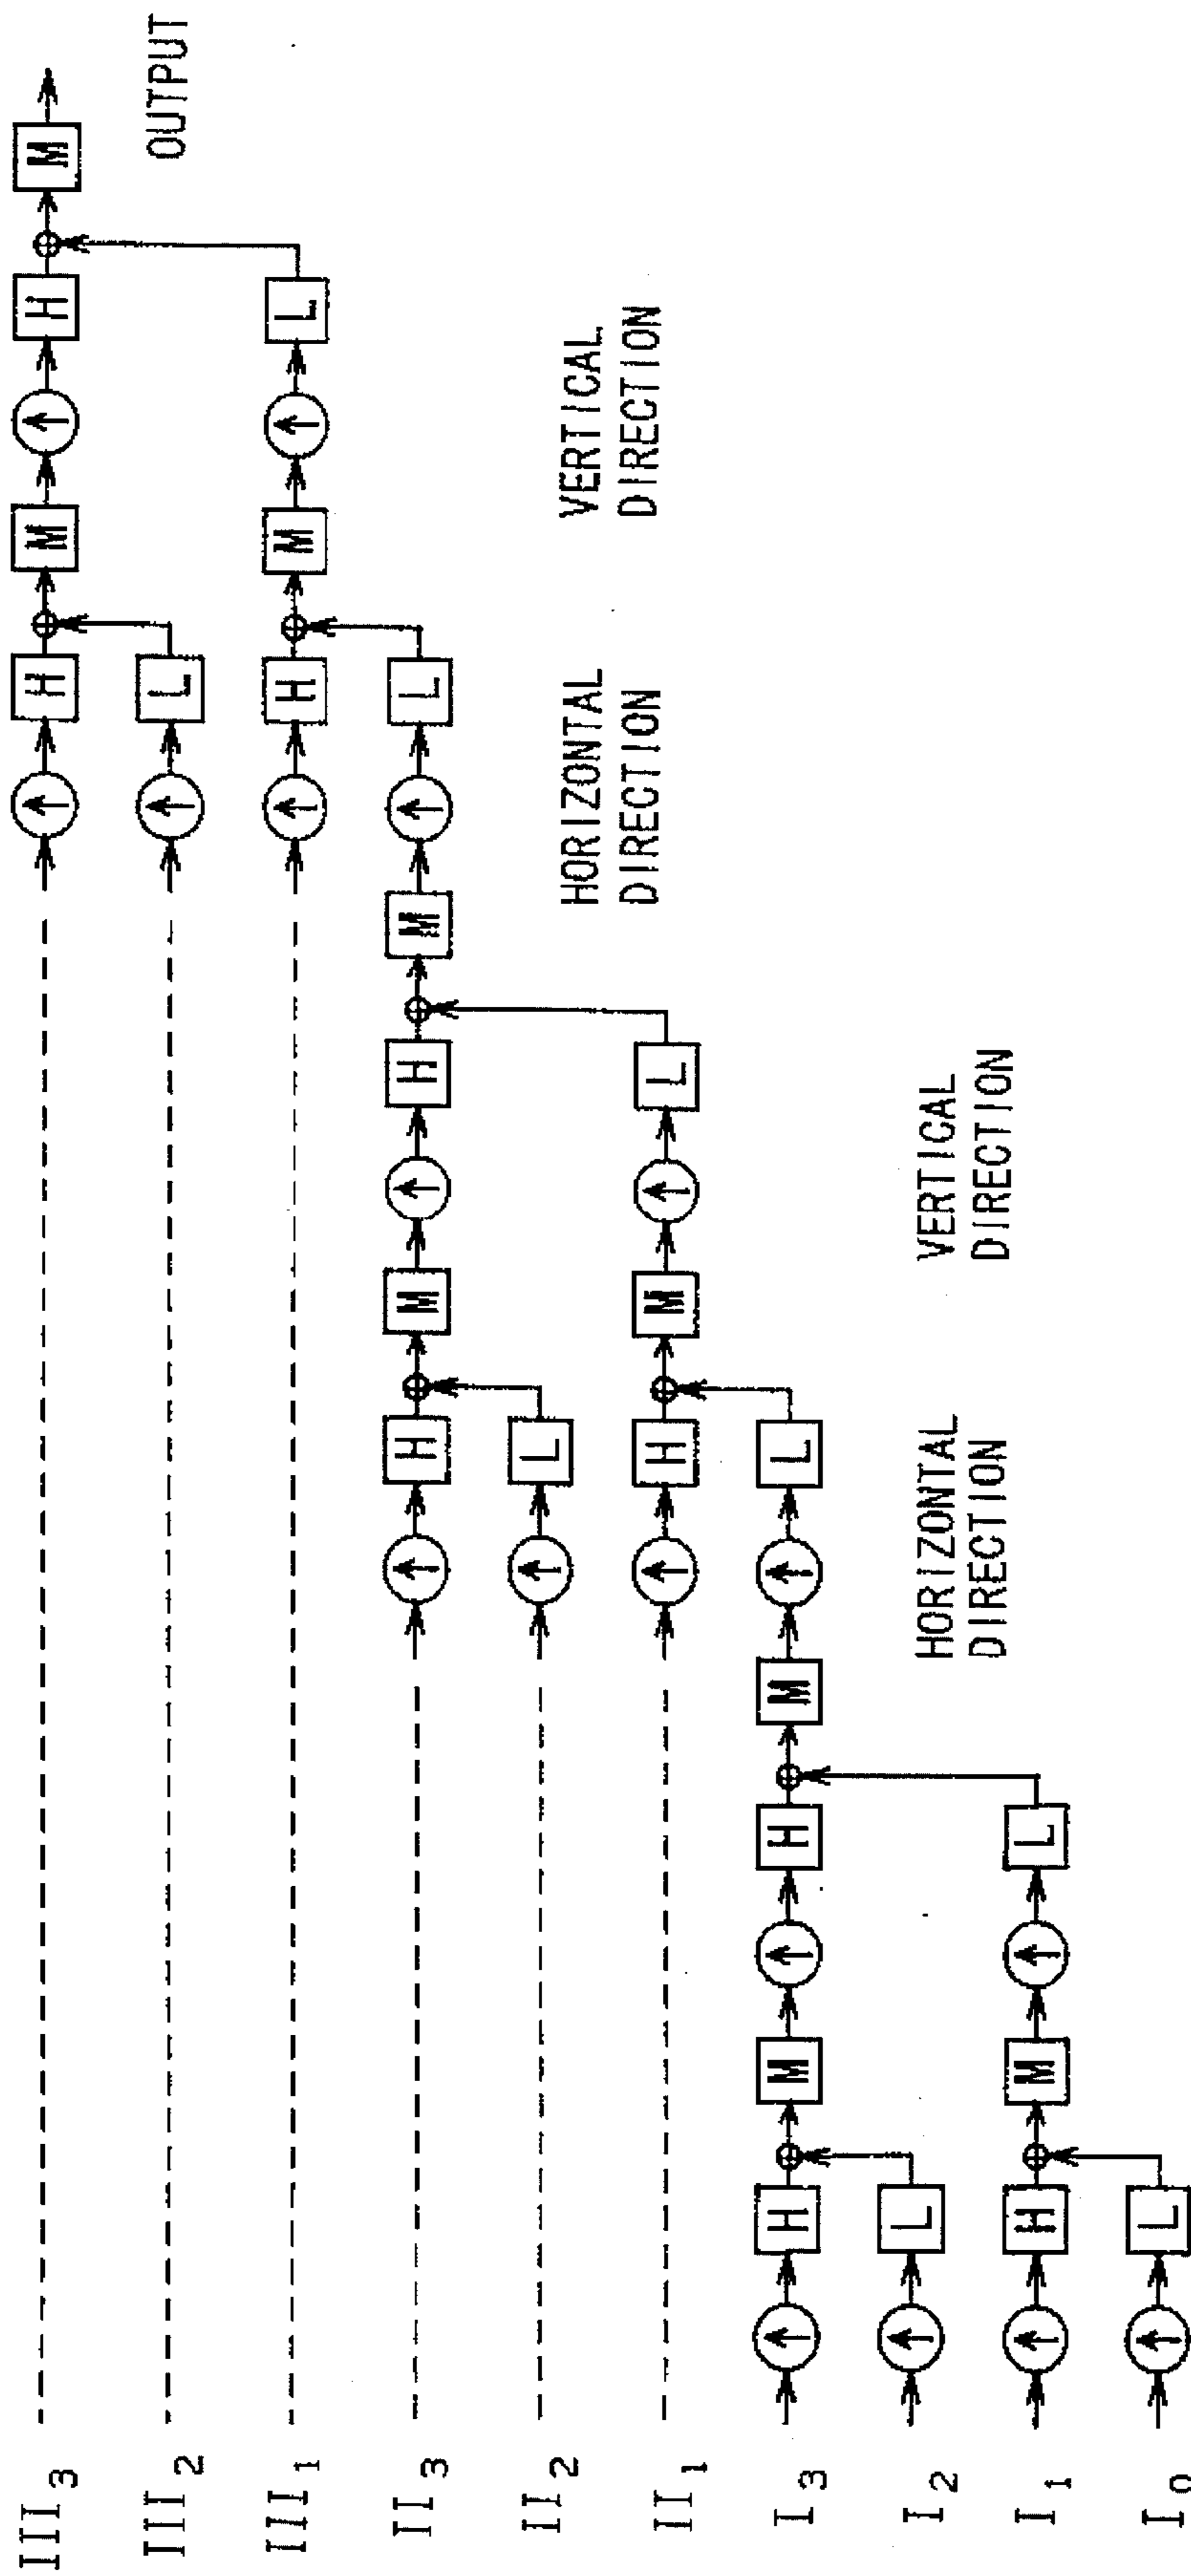 OUTPUT
III3 H M H M
III2 L
III1 H M L
VERTICAL
DIRECTION
HORIZONTAL
DIRECTION
II3 H M H M L
II2 L
II1 H M L
VERTICAL
DIRECTION
HORIZONTAL
DIRECTION
I3 H M H M L
I2 L
I1 H M L
I0 L